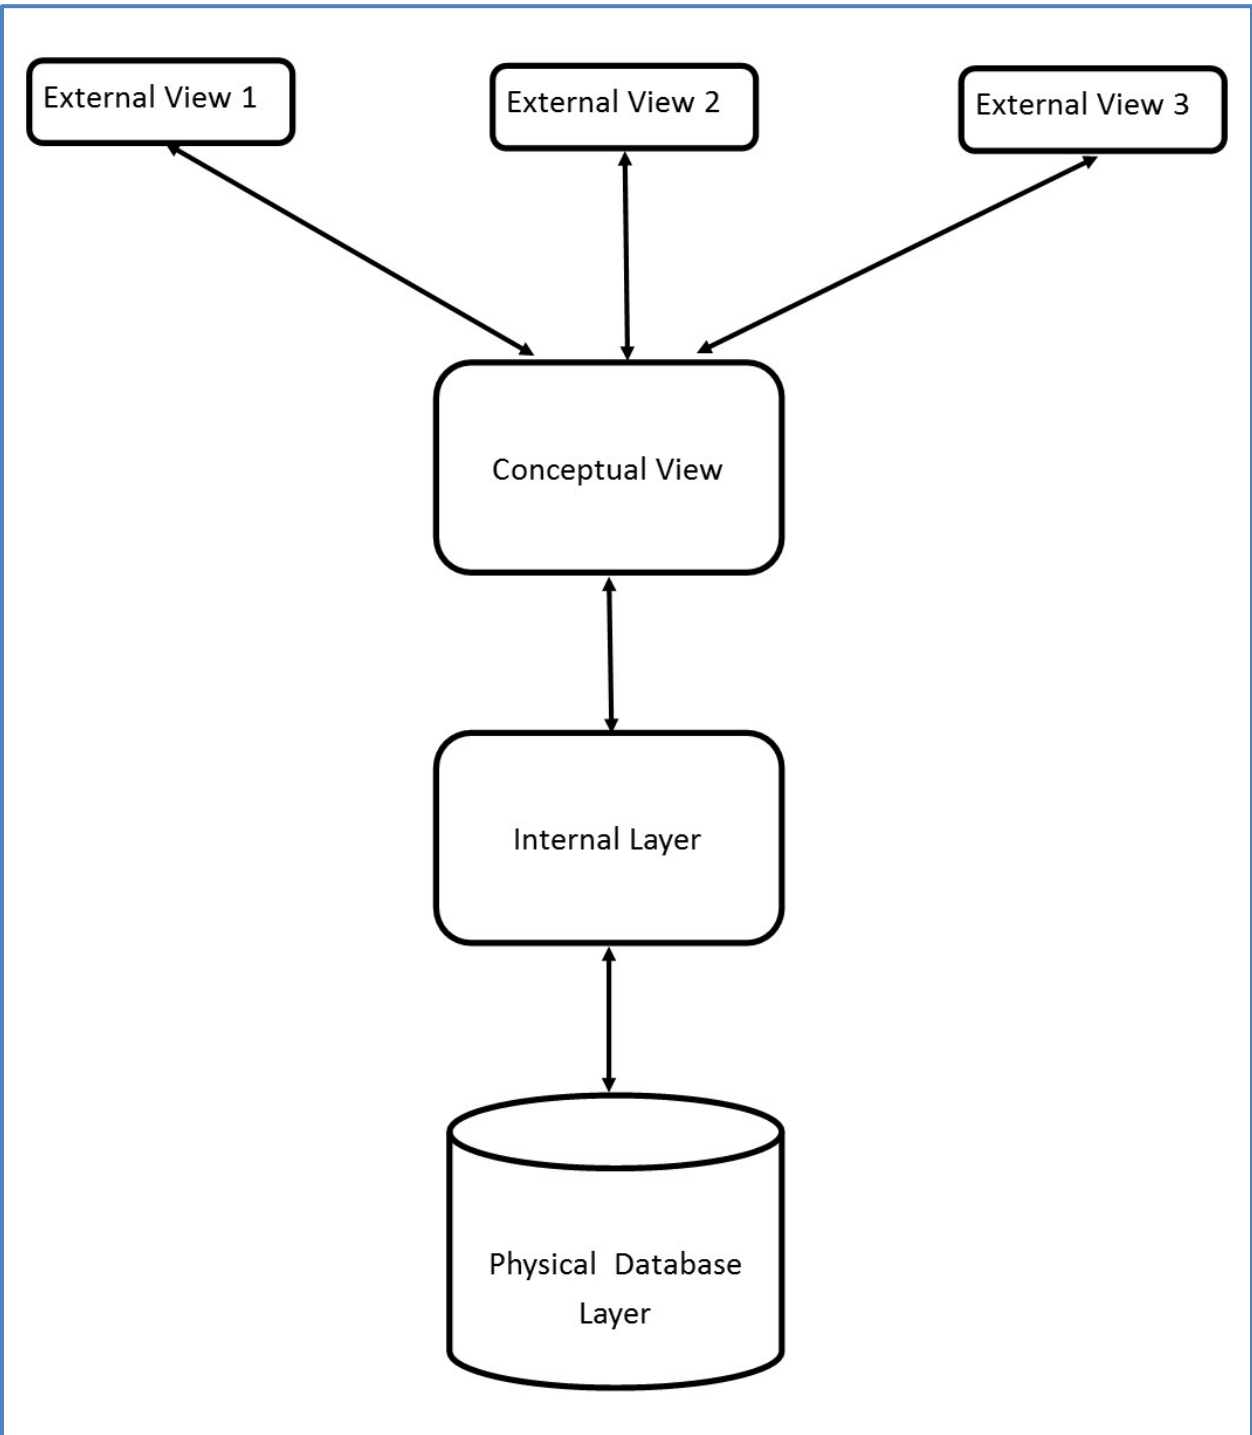 External View 1
External View 2
External View 3
Conceptual View
Internal Layer
Physical Database
Layer